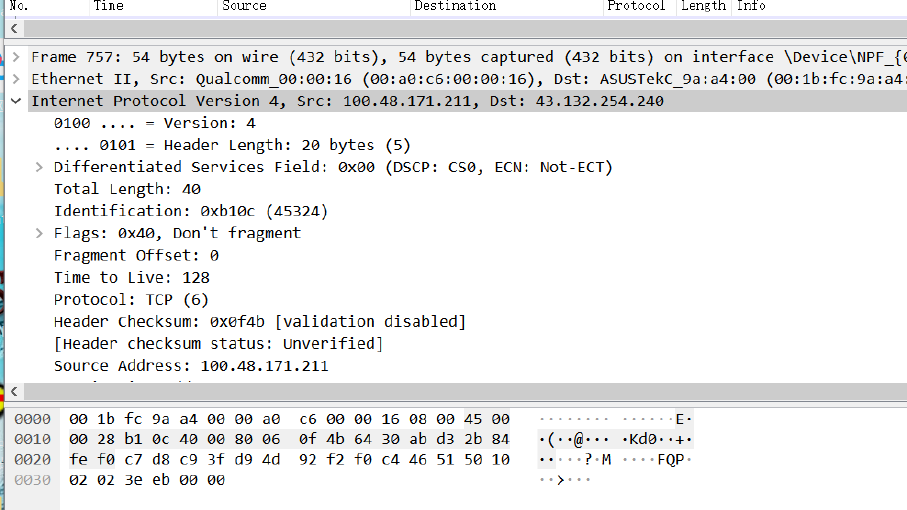 No. Time Source Destination Protocol Length Info
Frame 757: 54 bytes on wire (432 bits), 54 bytes captured (432 bits) on interface \Device\NPF_{
Ethernet II, Src: Qualcomm_00:00:16 (00:a0:c6:00:00:16), Dst: ASUSTekC_9a:a4:00 (00:1b:fc:9a:a4:
Internet Protocol Version 4, Src: 100.48.171.211, Dst: 43.132.254.240
0100 .... = Version: 4
.... 0101 = Header Length: 20 bytes (5)
Differentiated Services Field: 0x00 (DSCP: CS0, ECN: Not-ECT)
Total Length: 40
Identification: 0xb10c (45324)
Flags: 0x40, Don't fragment
Fragment Offset: 0
Time to Live: 128
Protocol: TCP (6)
Header Checksum: 0x0f4b [validation disabled]
[Header checksum status: Unverified]
Source Address: 100.48.171.211
0000 00 1b fc 9a a4 00 00 a0 c6 00 00 16 08 00 45 00 ········ ······E·
0010 00 28 b1 0c 40 00 80 06 0f 4b 64 30 ab d3 2b 84 ·(··@··· ·Kd0··+·
0020 fe f0 c7 d8 c9 3f d9 4d 92 f2 f0 c4 46 51 50 10 ·····?·M ····FQP·
0030 02 02 3e eb 00 00 ··>···